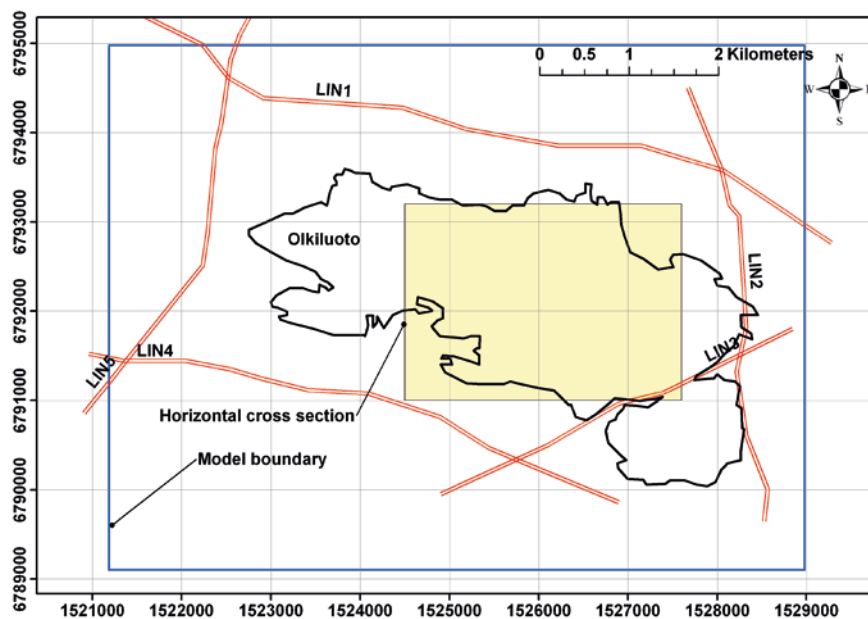 6795000
6794000
6793000
6792000
6791000
6790000
6789000
0 0.5 1 2 Kilometers
N
W
S
LIN1
LIN2
Olkiluoto
LIN3
LIN5
LIN4
Horizontal cross section
Model boundary
1521000 1522000 1523000 1524000 1525000 1526000 1527000 1528000 1529000